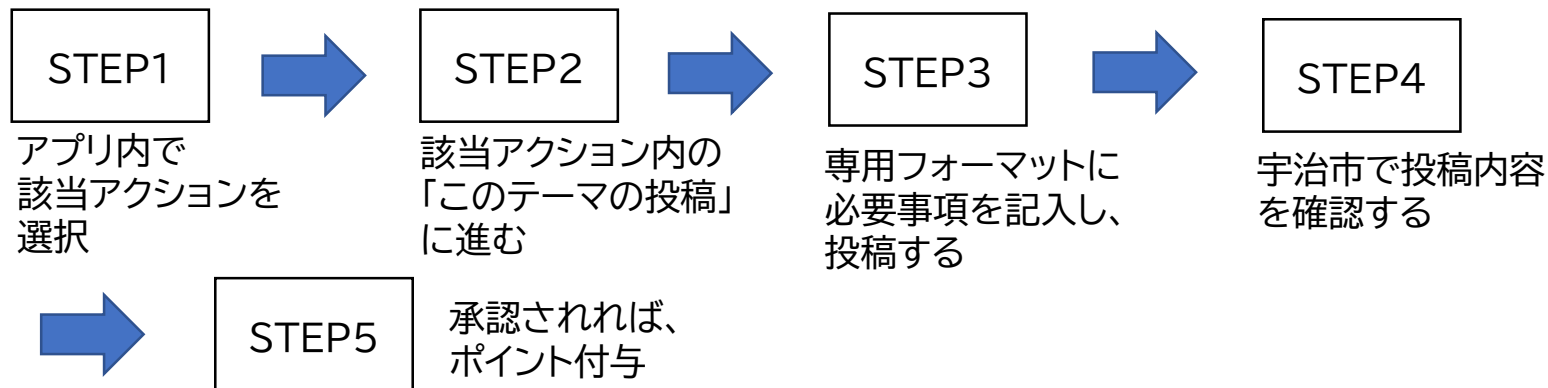 STEP1
アプリ内で
該当アクションを
選択
STEP2
該当アクション内の
「このテーマの投稿」
に進む
STEP3
専用フォーマットに
必要事項を記入し、
投稿する
STEP4
宇治市で投稿内容
を確認する
STEP5
承認されれば、
ポイント付与